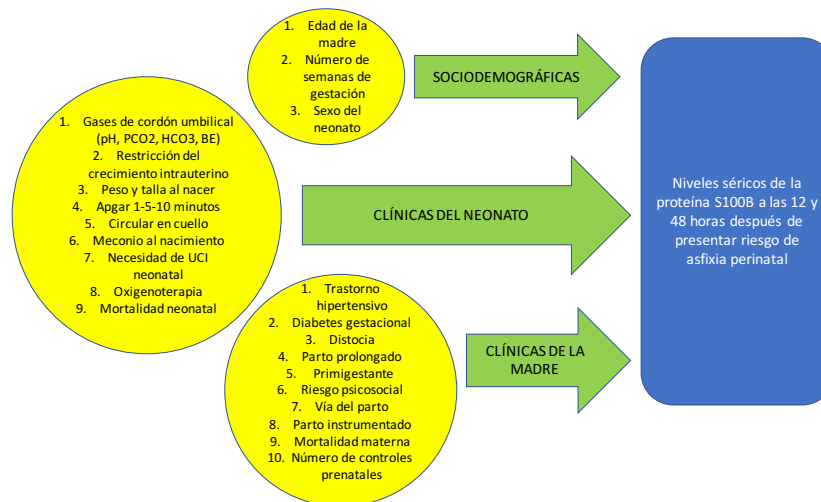 1. Edad de la
madre
2. Número de
semanas de
gestación
3. Sexo del
neonato
SOCIODEMOGRÁFICAS
1. Gases de cordón umbilical
(pH, PCO2, HCO3, BE)
2. Restricción del
crecimiento intrauterino
3. Peso y talla al nacer
4. Apgar 1-5-10 minutos
5. Circular en cuello
6. Meconio al nacimiento
7. Necesidad de UCI
neonatal
8. Oxigenoterapia
9. Mortalidad neonatal
CLÍNICAS DEL NEONATO
1. Trastorno
hipertensivo
2. Diabetes gestacional
3. Distocia
4. Parto prolongado
5. Primigestante
6. Riesgo psicosocial
7. Vía del parto
8. Parto instrumentado
9. Mortalidad materna
10. Número de controles
prenatales
CLÍNICAS DE LA
MADRE
Niveles séricos de la
proteína S100B a las 12 y
48 horas después de
presentar riesgo de
asfixia perinatal